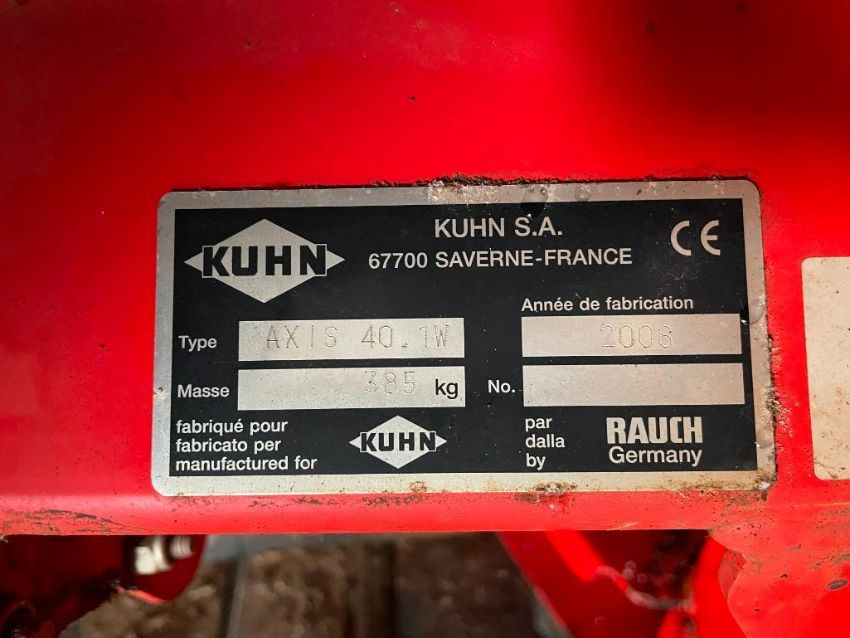 KUHN
KUHN S.A.
67700 SAVERNE-FRANCE
CE
Année de fabrication
Type AXIS 40.1W 2008
Masse 385 kg No.
fabriqué pour
fabricato per
manufactured for
KUHN
par
dalla
by
RAUCH
Germany